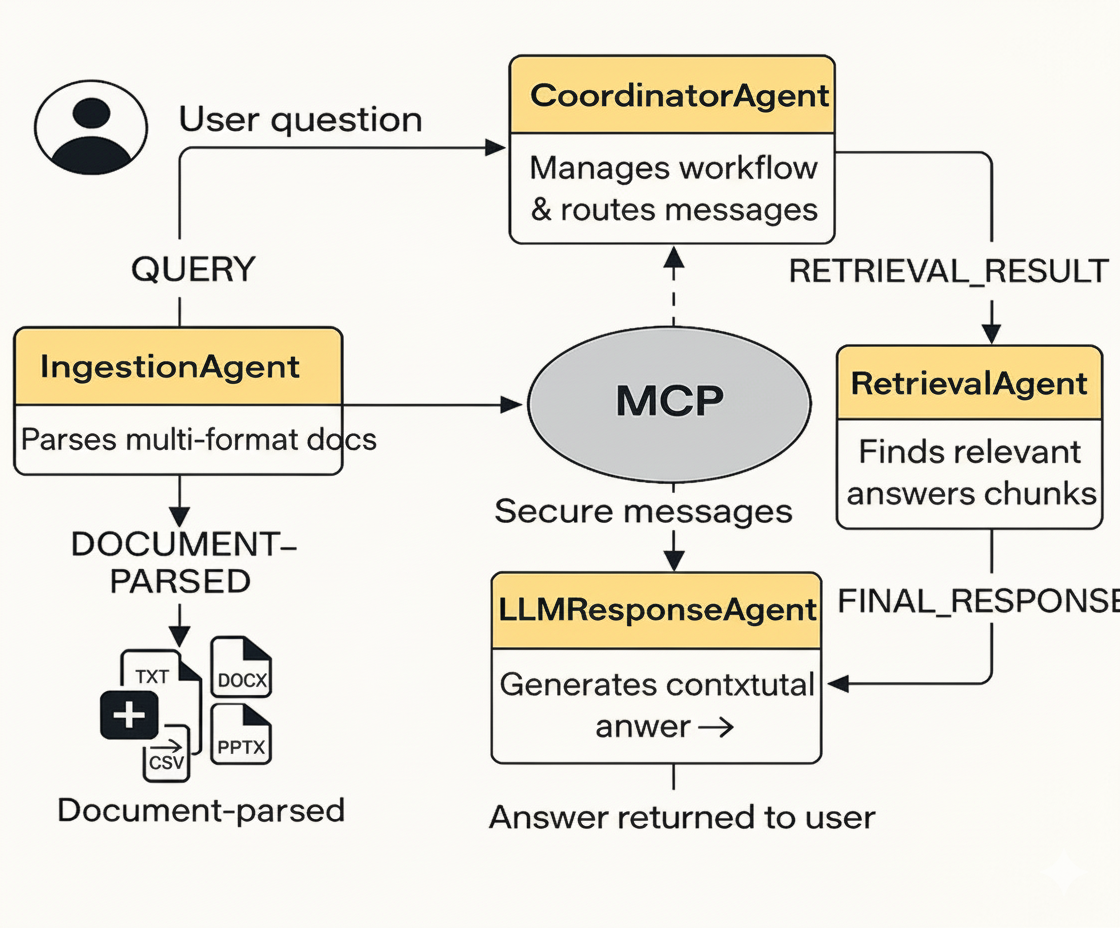 User question
CoordinatorAgent
Manages workflow
& routes messages
QUERY
RETRIEVAL_RESULT
IngestionAgent
Parses multi-format docs
MCP
RetrievalAgent
Finds relevant
answers chunks
Secure messages
DOCUMENT–
PARSED
LLMResponseAgent
Generates contxtutal
anwer →
FINAL_RESPONSE
TXT
DOCX
CSV
PPTX
Document-parsed
Answer returned to user